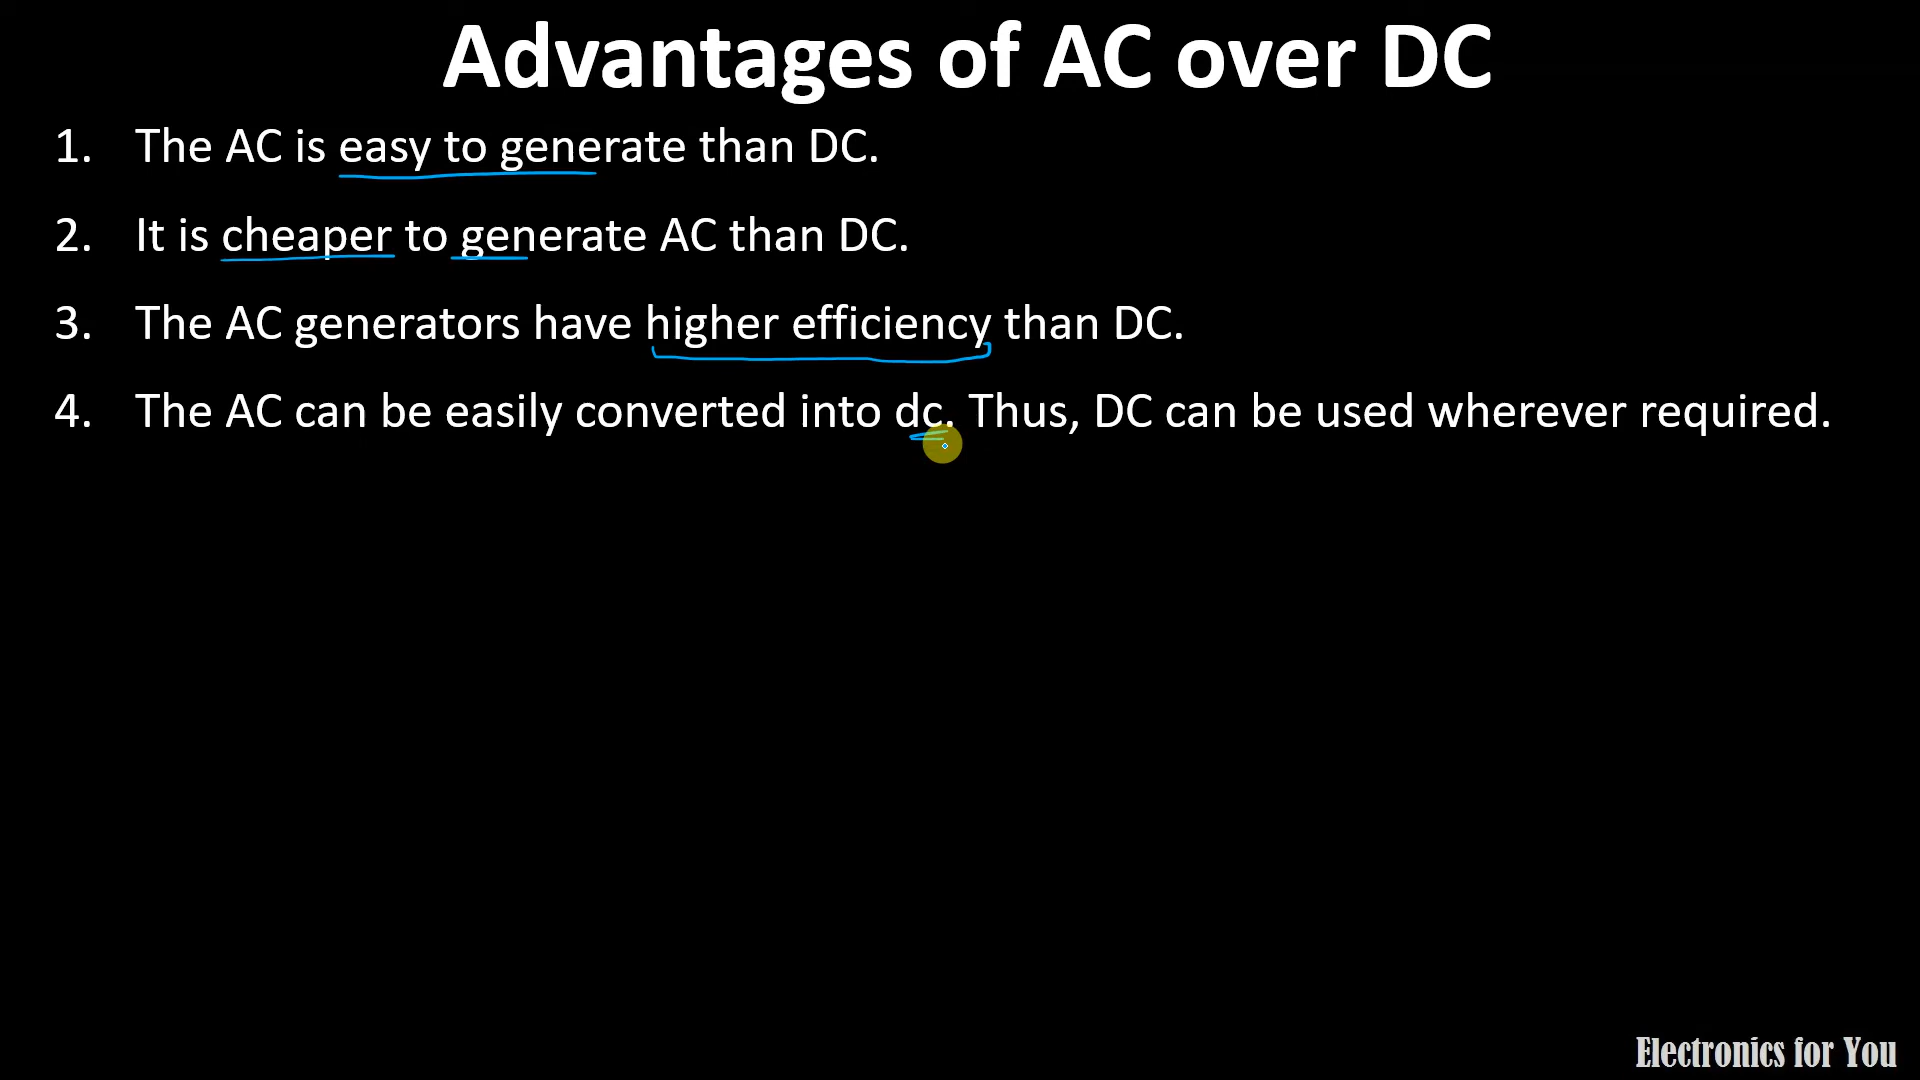 Advantages of AC over DC
1. The AC is easy to generate than DC.
2. It is cheaper to generate AC than DC.
3. The AC generators have higher efficiency than DC.
4. The AC can be easily converted into dc. Thus, DC can be used wherever required.
Electronics for You